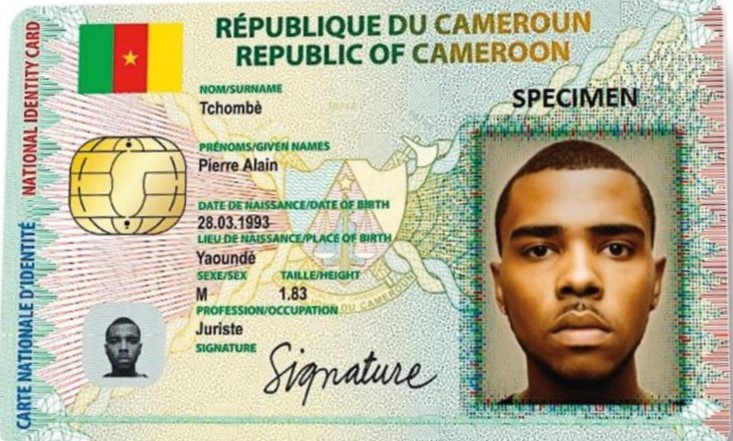 RÉPUBLIQUE DU CAMEROUN
REPUBLIC OF CAMEROON
NATIONAL IDENTITY CARD
CARTE NATIONALE D'IDENTITÉ
NOM/SURNAME
Tchombè
SPECIMEN
PRÉNOMS/GIVEN NAMES
Pierre Alain
DATE DE NAISSANCE/DATE OF BIRTH
28.03.1993
LIEU DE NAISSANCE/PLACE OF BIRTH
Yaoundé
SEXE/SEX TAILLE/HEIGHT
M 1.83
PROFESSION/OCCUPATION
Juriste
SIGNATURE
Signature